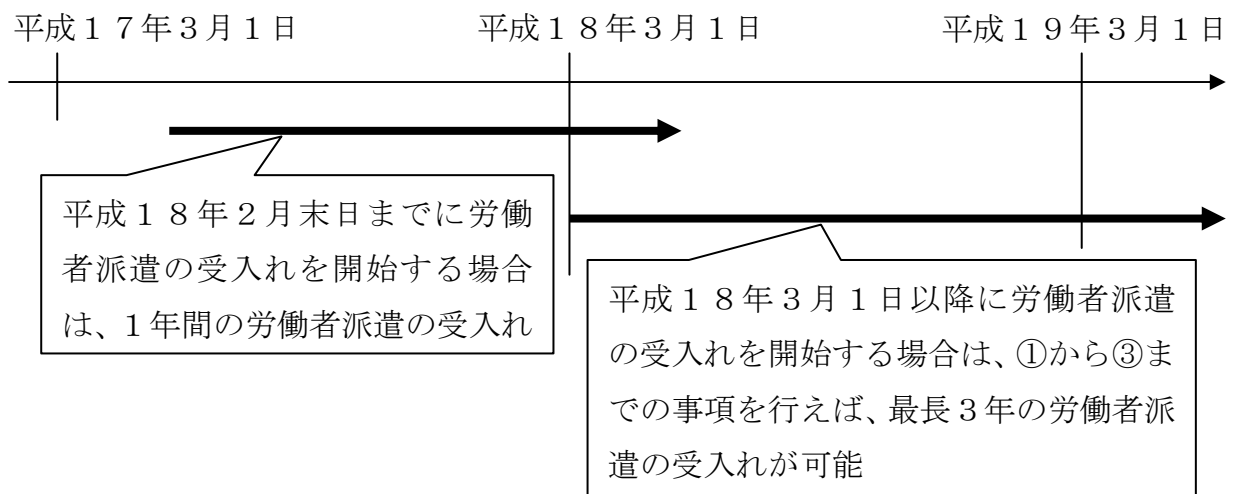 平成１７年３月１日 平成１８年３月１日 平成１９年３月１日
平成１８年２月末日までに労働
者派遣の受入れを開始する場合
は、１年間の労働者派遣の受入れ
平成１８年３月１日以降に労働者派遣
の受入れを開始する場合は、①から③ま
での事項を行えば、最長３年の労働者派
遣の受入れが可能